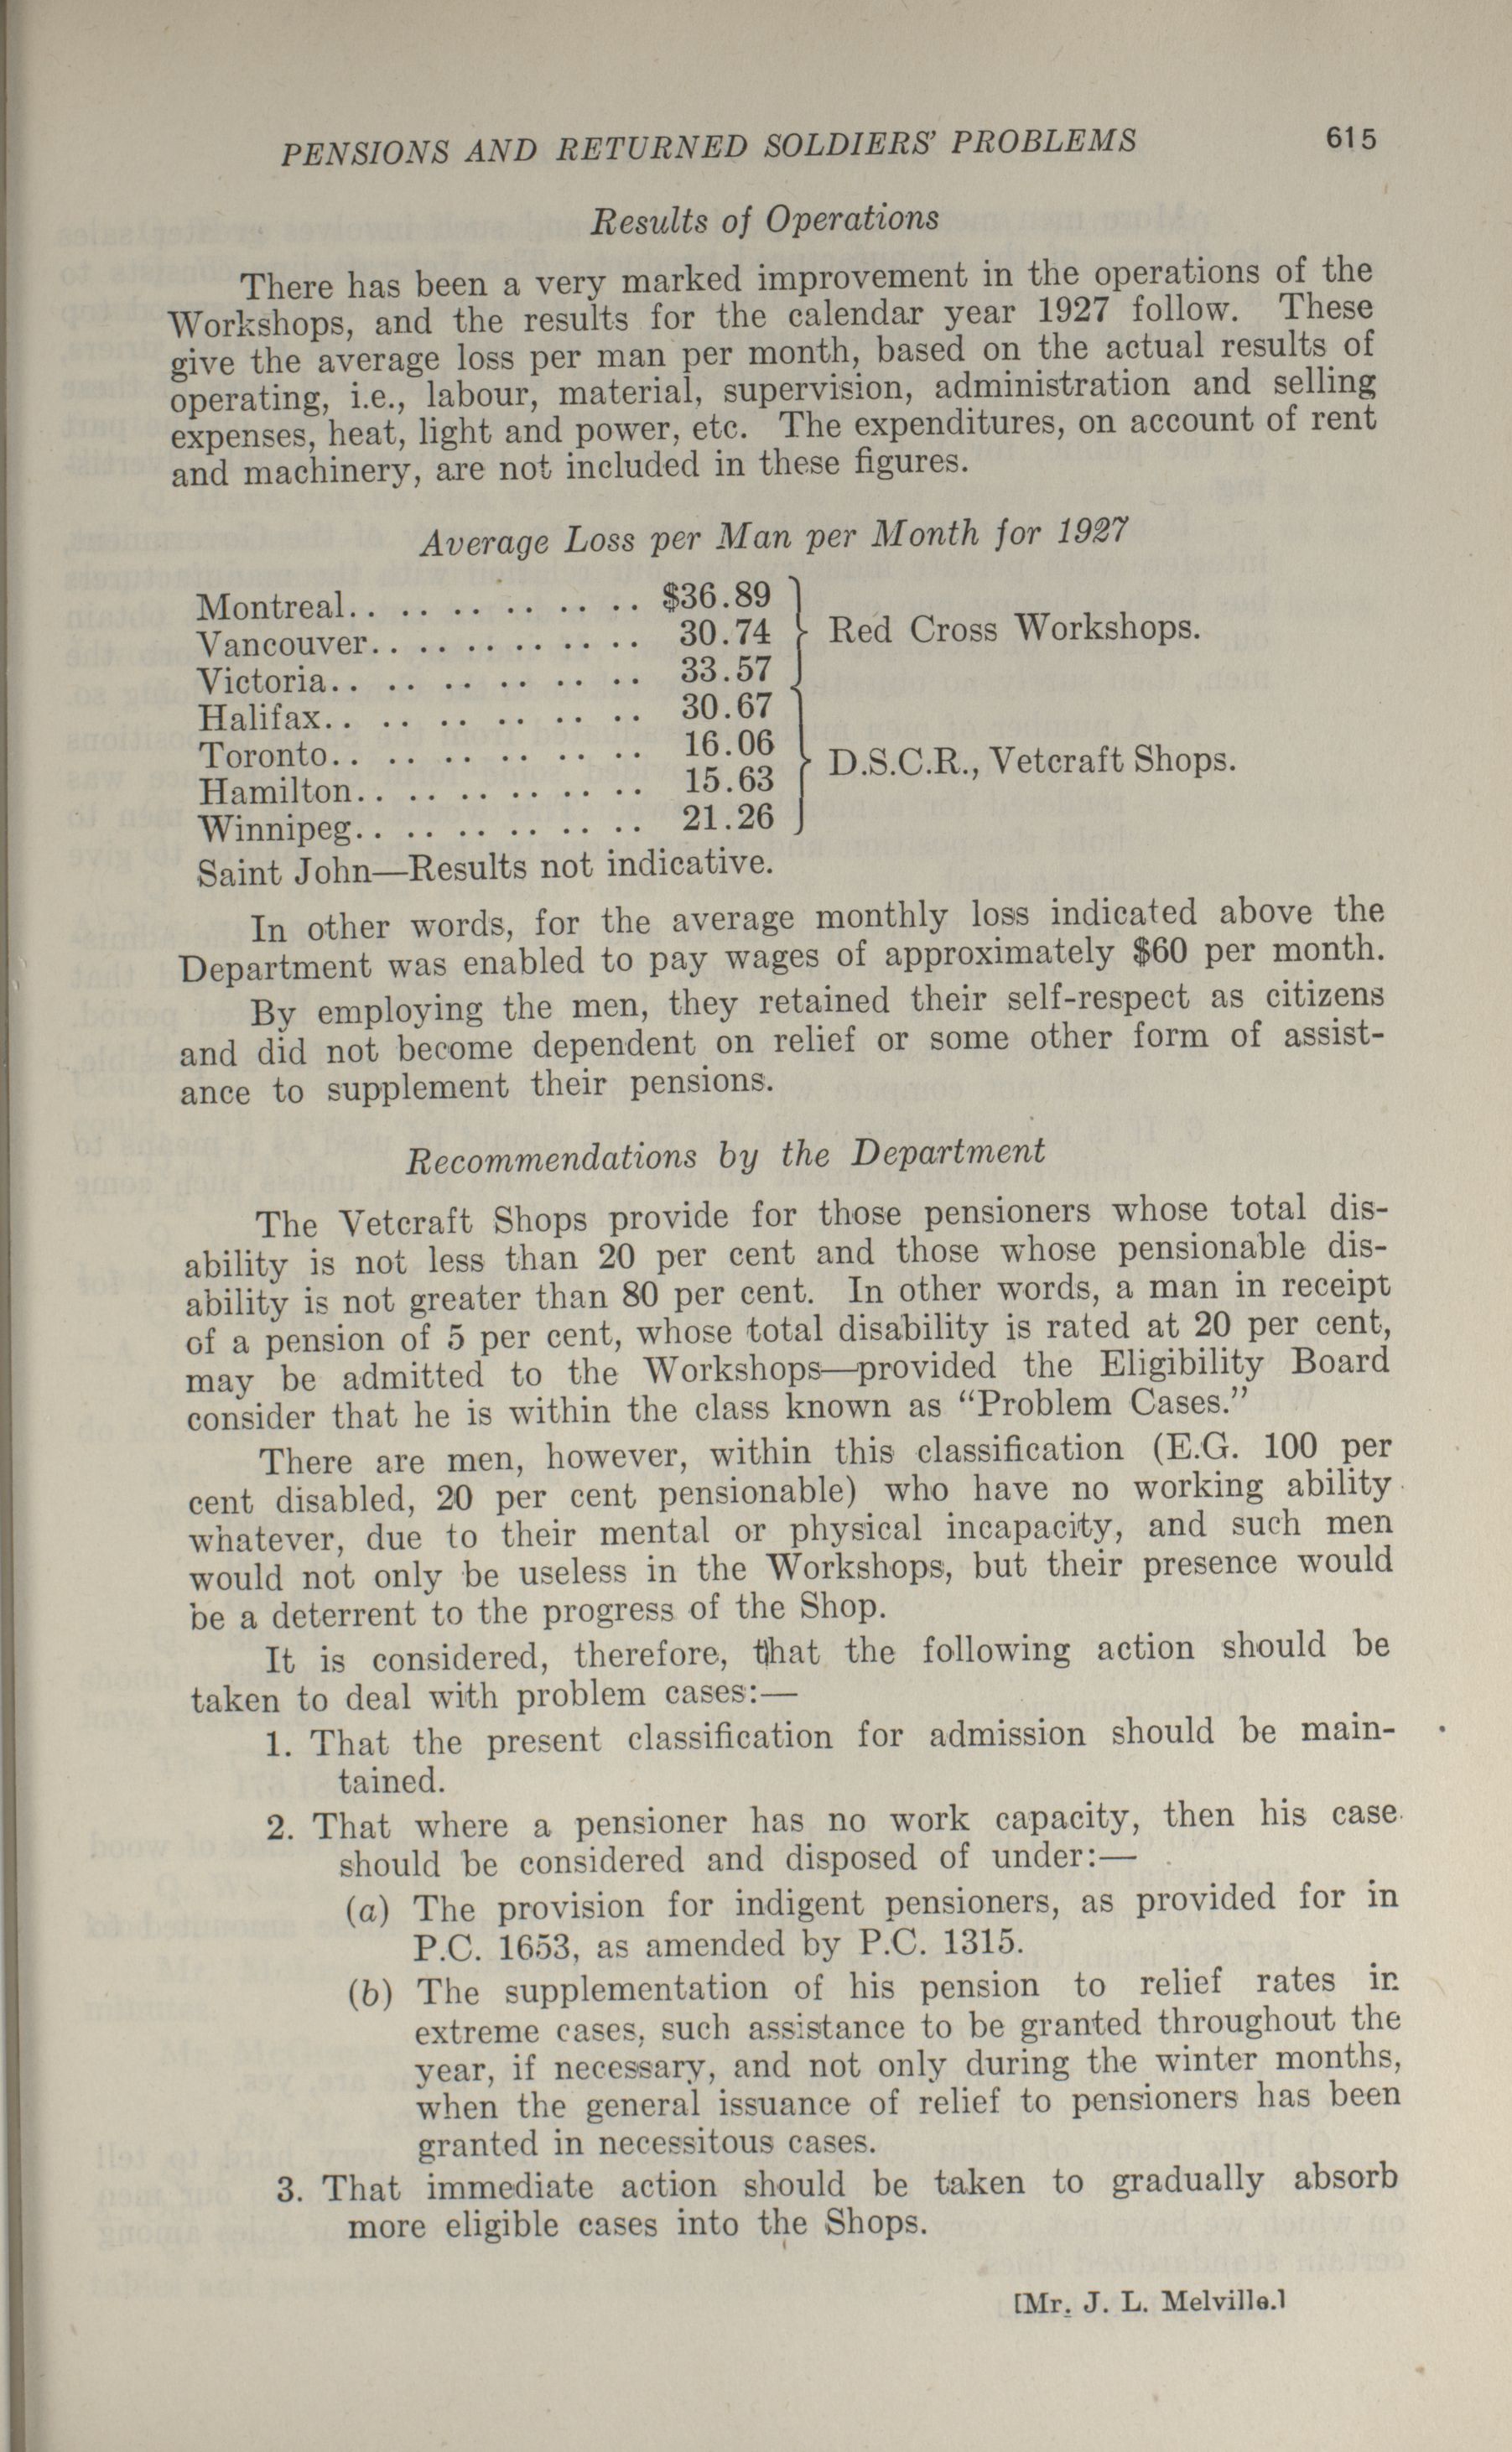 PENSIONS AND RETURNED SOLDIERS' PROBLEMS 615
Results of Operations
There has been a very marked improvement in the operations of the
Workshops, and the results for the calendar year 1927 follow. These
give the average loss per man per month, based on the actual results of
operating, i.e., labour, material, supervision, administration and selling
expenses, heat, light and power, etc. The expenditures, on account of rent
and machinery, are not included in these figures.
Average Loss per Man per Month for 1927
Montreal.. .. .. .. .. .. $36.89
Vancouver.. .. .. .. .. .. 30.74 } Red Cross Workshops.
Victoria.. .. .. .. .. .. 33.57
Halifax.. .. .. .. .. .. 30.67
Toronto.. .. .. .. .. .. 16.06 } D.S.C.R., Vetcraft Shops.
Hamilton.. .. .. .. .. .. 15.63
Winnipeg.. .. .. .. .. .. 21.26
Saint John—Results not indicative.
In other words, for the average monthly loss indicated above the
Department was enabled to pay wages of approximately $60 per month.
By employing the men, they retained their self-respect as citizens
and did not become dependent on relief or some other form of assist-
ance to supplement their pensions.
Recommendations by the Department
The Vetcraft Shops provide for those pensioners whose total dis-
ability is not less than 20 per cent and those whose pensionable dis-
ability is not greater than 80 per cent. In other words, a man in receipt
of a pension of 5 per cent, whose total disability is rated at 20 per cent,
may be admitted to the Workshops—provided the Eligibility Board
consider that he is within the class known as "Problem Cases."
There are men, however, within this classification (E.G. 100 per
cent disabled, 20 per cent pensionable) who have no working ability
whatever, due to their mental or physical incapacity, and such men
would not only be useless in the Workshops, but their presence would
be a deterrent to the progress of the Shop.
It is considered, therefore, that the following action should be
taken to deal with problem cases:—
1. That the present classification for admission should be main-
tained.
2. That where a pensioner has no work capacity, then his case
should be considered and disposed of under:—
(a) The provision for indigent pensioners, as provided for in
P.C. 1653, as amended by P.C. 1315.
(b) The supplementation of his pension to relief rates in
extreme cases, such assistance to be granted throughout the
year, if necessary, and not only during the winter months,
when the general issuance of relief to pensioners has been
granted in necessitous cases.
3. That immediate action should be taken to gradually absorb
more eligible cases into the Shops.
[Mr. J. L. Melville.]